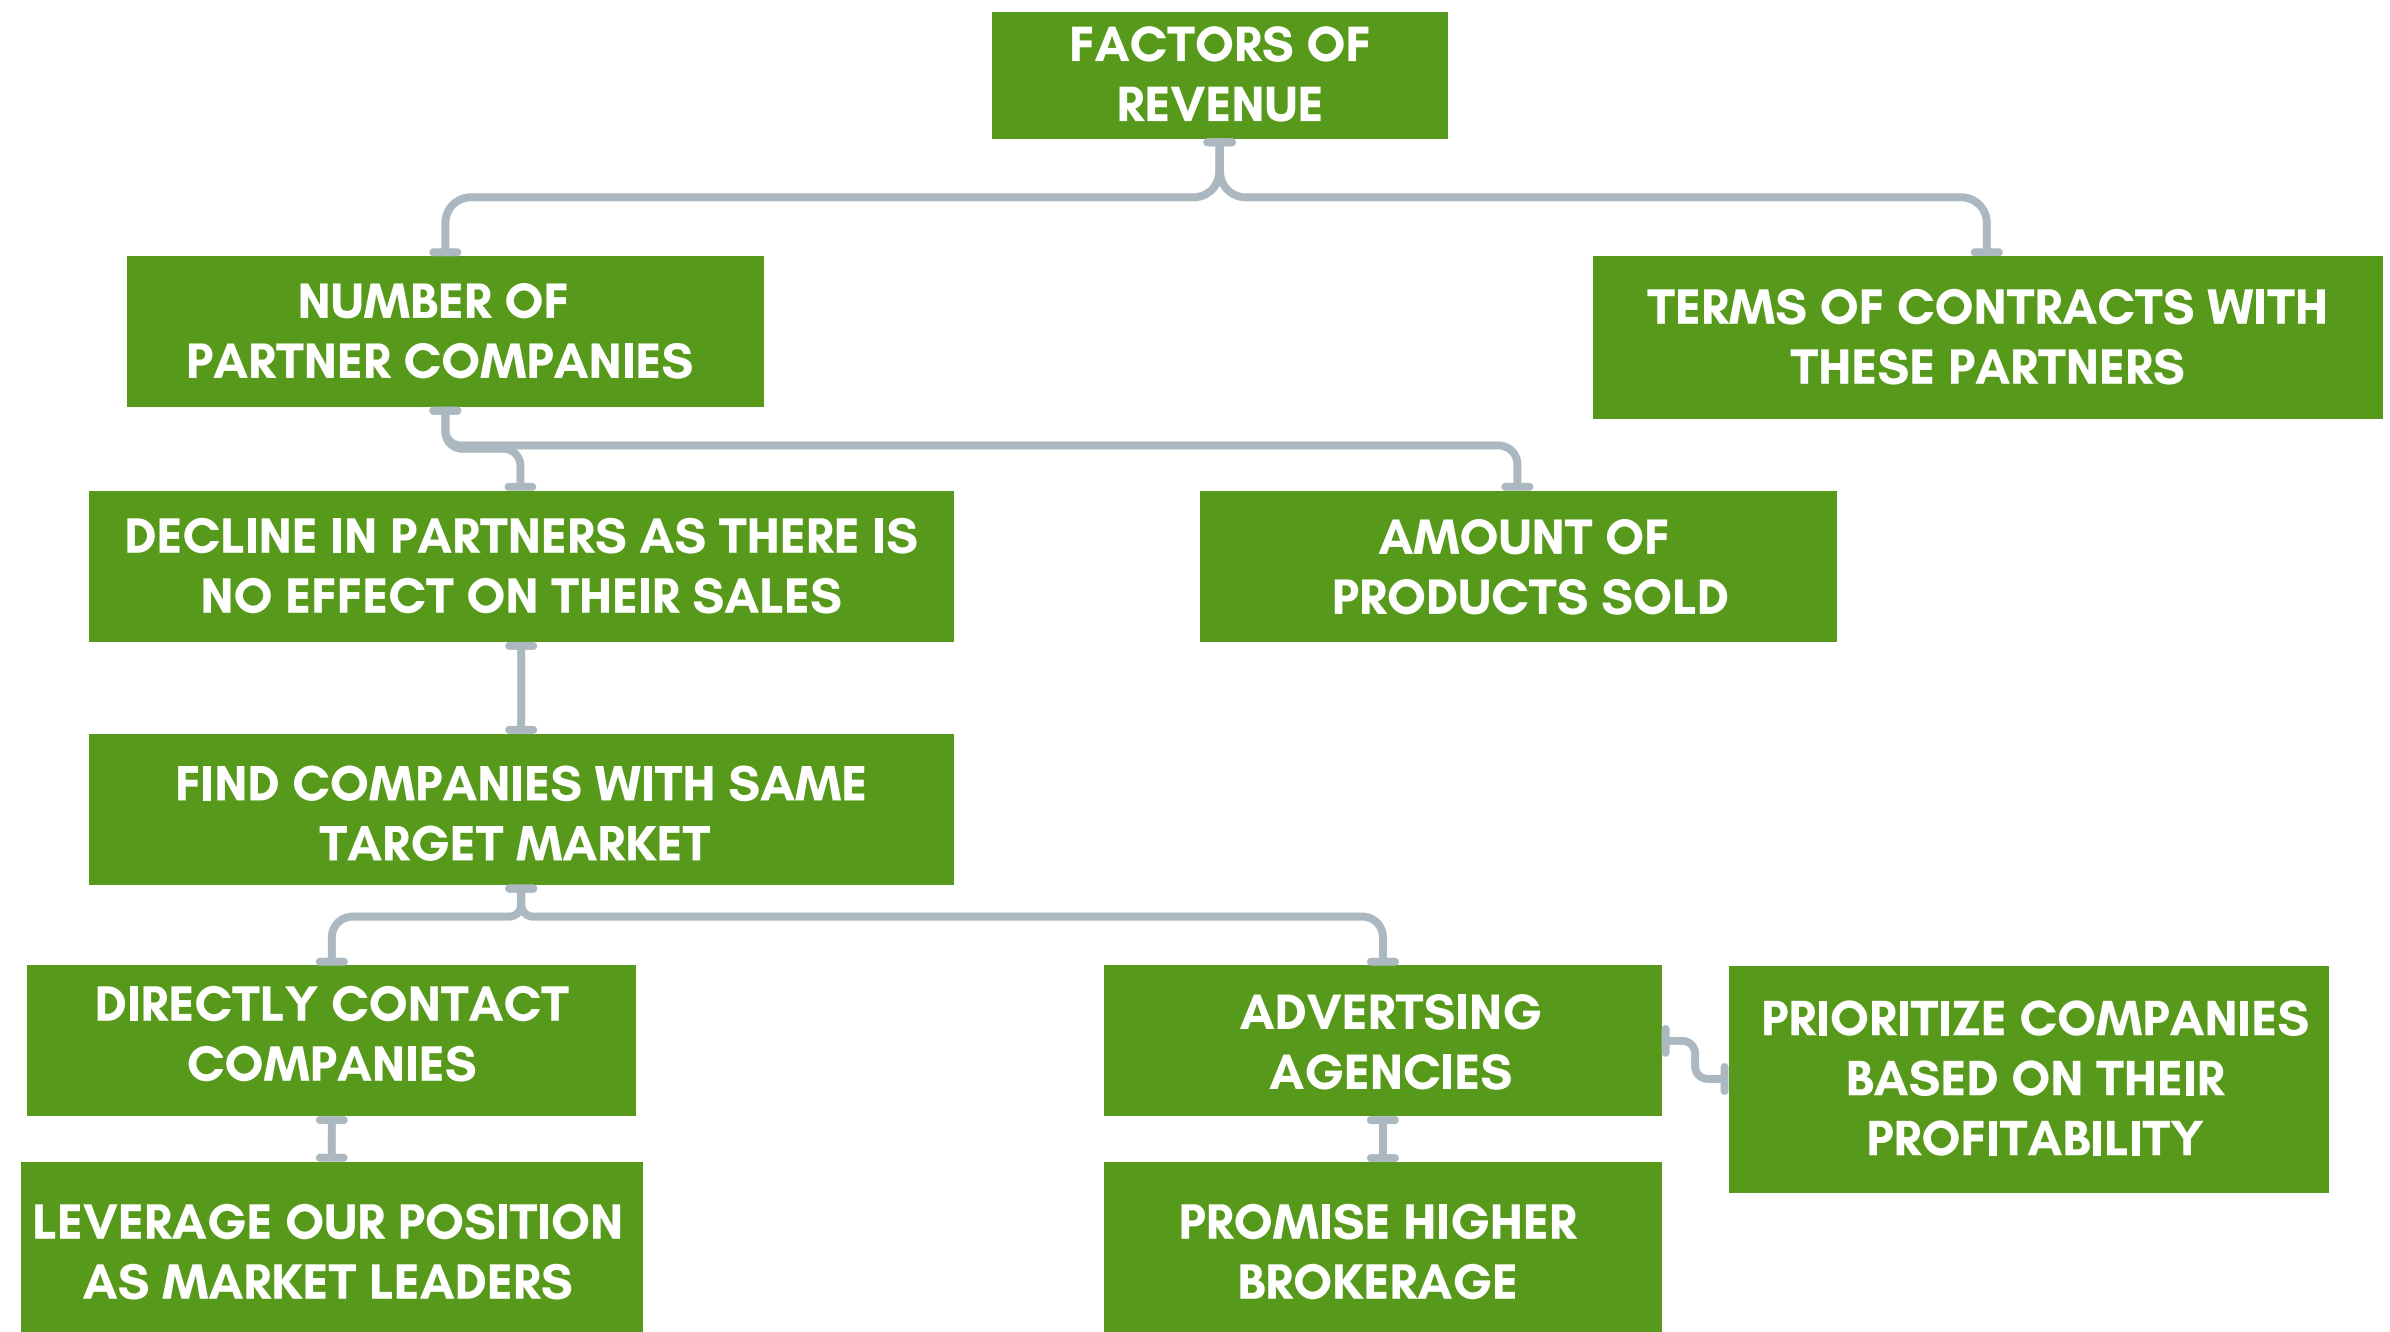 FACTORS OF
REVENUE
NUMBER OF
PARTNER COMPANIES
TERMS OF CONTRACTS WITH
THESE PARTNERS
DECLINE IN PARTNERS AS THERE IS
NO EFFECT ON THEIR SALES
AMOUNT OF
PRODUCTS SOLD
FIND COMPANIES WITH SAME
TARGET MARKET
DIRECTLY CONTACT
COMPANIES
ADVERTSING
AGENCIES
PRIORITIZE COMPANIES
BASED ON THEIR
PROFITABILITY
LEVERAGE OUR POSITION
AS MARKET LEADERS
PROMISE HIGHER
BROKERAGE